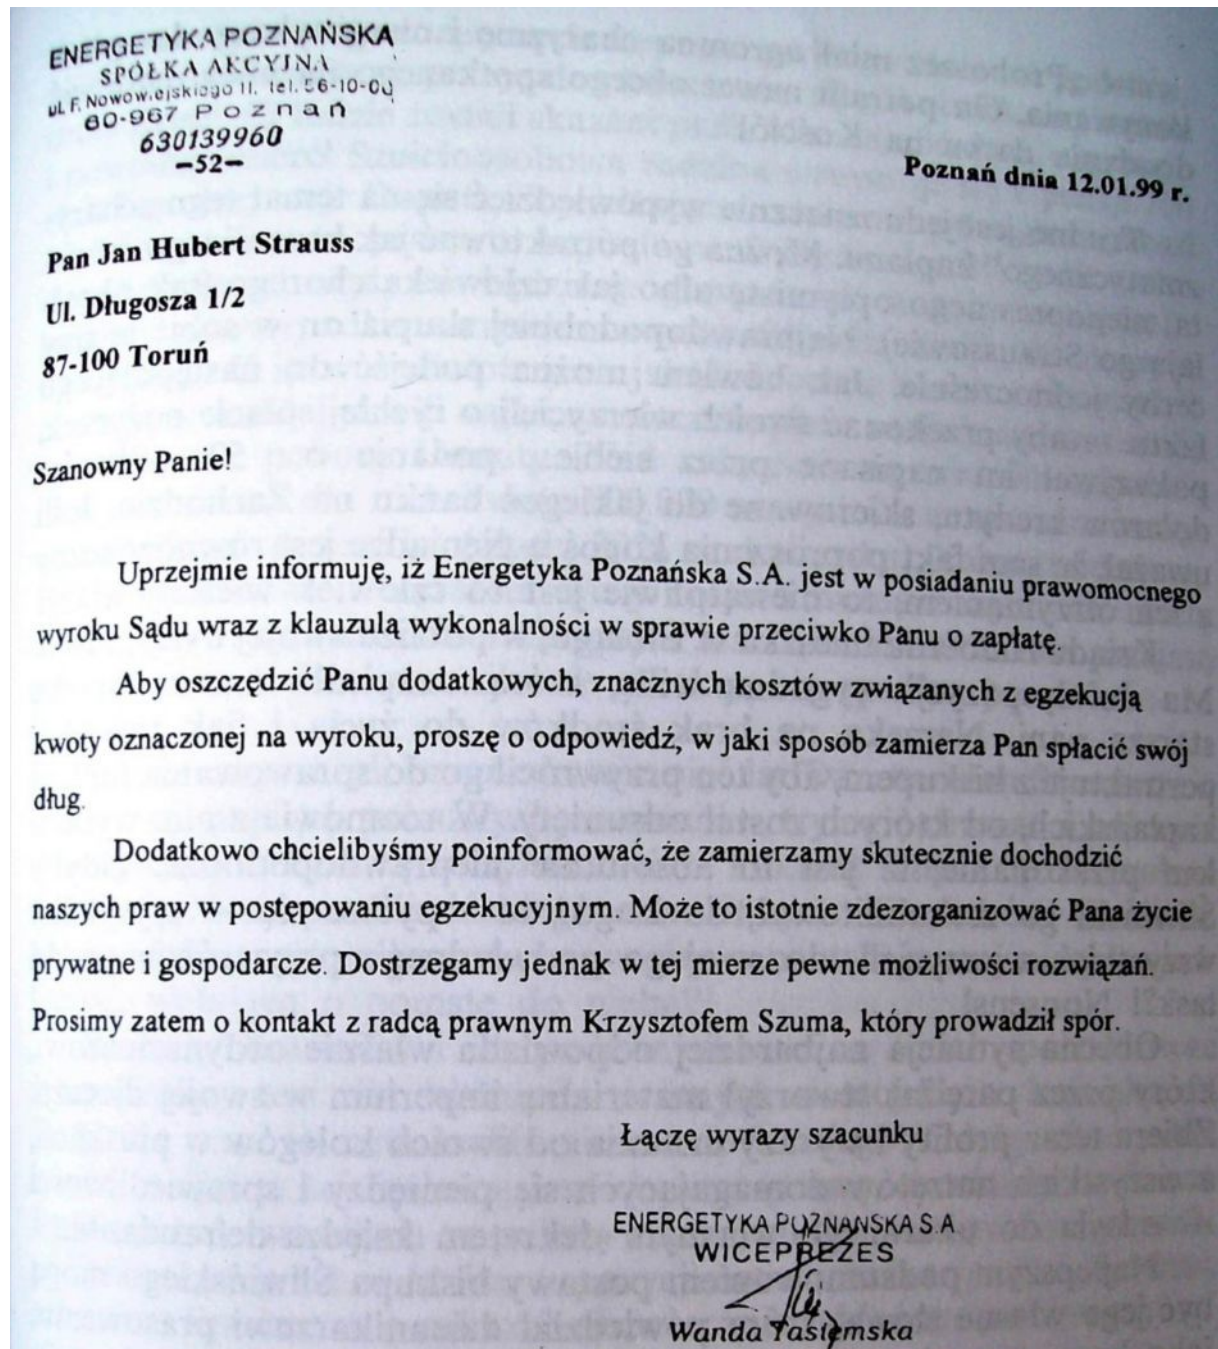 ENERGETYKA POZNAŃSKA
SPÓŁKA AKCYJNA
ul. F. Nowowiejskiego 11, tel. 56-10-00
60-967 Poznań
630139960
-52-
Poznań dnia 12.01.99 r.
Pan Jan Hubert Strauss
Ul. Długosza 1/2
87-100 Toruń
Szanowny Panie!
Uprzejmie informuję, iż Energetyka Poznańska S.A. jest w posiadaniu prawomocnego
wyroku Sądu wraz z klauzulą wykonalności w sprawie przeciwko Panu o zapłatę.
Aby oszczędzić Panu dodatkowych, znacznych kosztów związanych z egzekucją
kwoty oznaczonej na wyroku, proszę o odpowiedź, w jaki sposób zamierza Pan spłacić swój
dług.
Dodatkowo chcielibyśmy poinformować, że zamierzamy skutecznie dochodzić
naszych praw w postępowaniu egzekucyjnym. Może to istotnie zdezorganizować Pana życie
prywatne i gospodarcze. Dostrzegamy jednak w tej mierze pewne możliwości rozwiązań.
Prosimy zatem o kontakt z radcą prawnym Krzysztofem Szuma, który prowadził spór.
Łączę wyrazy szacunku
ENERGETYKA POZNAŃSKA S.A.
WICEPREZES
Wanda Tasiemska